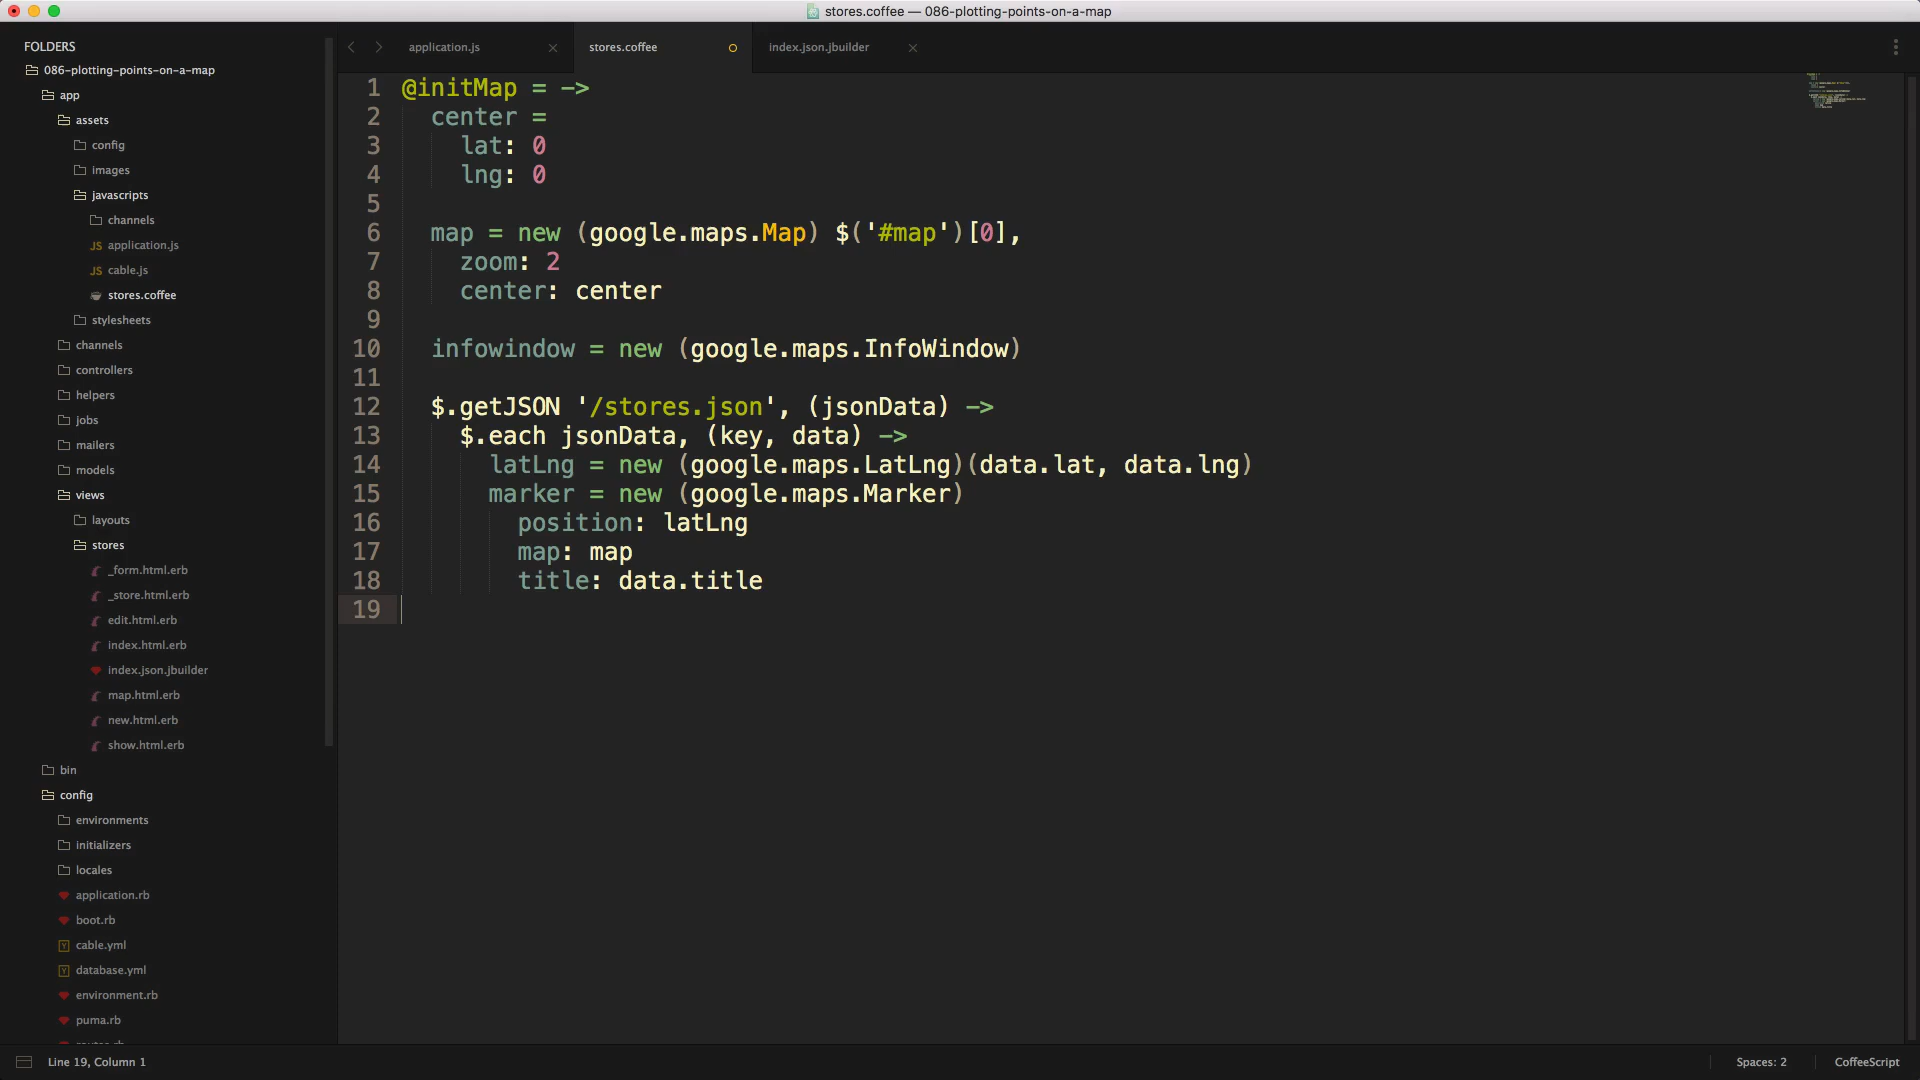 stores.coffee — 086-plotting-points-on-a-map
FOLDERS
086-plotting-points-on-a-map
app
assets
config
images
javascripts
channels
JS application.js
JS cable.js
stores.coffee
stylesheets
channels
controllers
helpers
jobs
mailers
models
views
layouts
stores
_form.html.erb
_store.html.erb
edit.html.erb
index.html.erb
index.json.jbuilder
map.html.erb
new.html.erb
show.html.erb
bin
config
environments
initializers
locales
application.rb
boot.rb
Y cable.yml
Y database.yml
environment.rb
puma.rb
application.js
stores.coffee
index.json.jbuilder
1 @initMap = ->
2 center =
3 lat: 0
4 lng: 0
5
6 map = new (google.maps.Map) $('#map')[0],
7 zoom: 2
8 center: center
9
10 infowindow = new (google.maps.InfoWindow)
11
12 $.getJSON '/stores.json', (jsonData) ->
13 $.each jsonData, (key, data) ->
14 latLng = new (google.maps.LatLng)(data.lat, data.lng)
15 marker = new (google.maps.Marker)
16 position: latLng
17 map: map
18 title: data.title
19
Line 19, Column 1
Spaces: 2
CoffeeScript